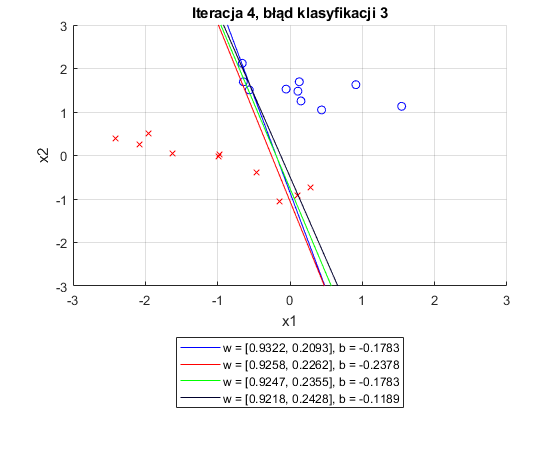 Iteracja 4, błąd klasyfikacji 3
3
2
1
0
-1
-2
-3
x2
-3
-2
-1
0
1
2
3
x1
w = [0.9322, 0.2093], b = -0.1783
w = [0.9258, 0.2262], b = -0.2378
w = [0.9247, 0.2355], b = -0.1783
w = [0.9218, 0.2428], b = -0.1189